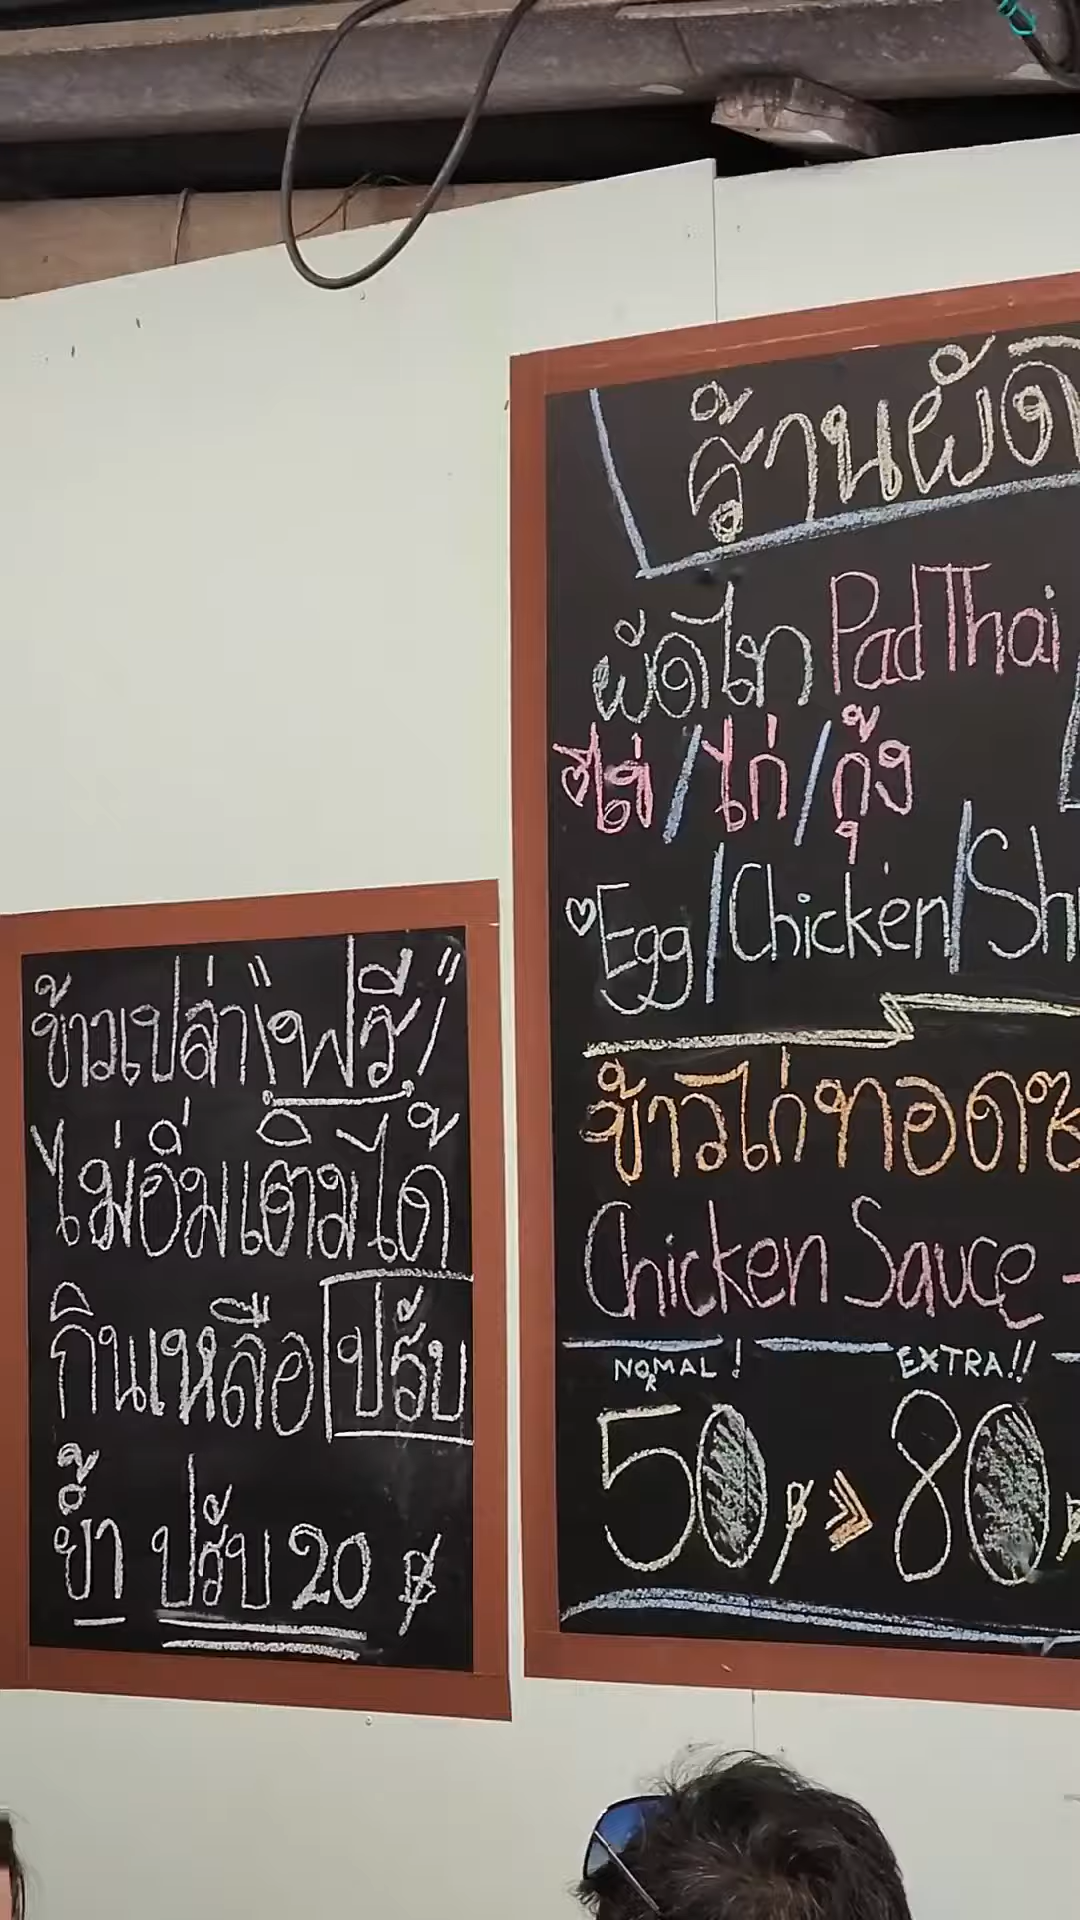 ข้าวเปล่า "ฟรี!"
ไม่อิ่มเติมได้
กินเหลือ ปรับ
ย้ำ ปรับ 20 ฿
ร้านผัด
ผัดไท Pad Thai
ไข่/ไก่/กุ้ง
Egg/Chicken/Sh
ข้าวไก่ทอดซ
Chicken Sauce -
NORMAL! EXTRA!!
50฿ » 80฿